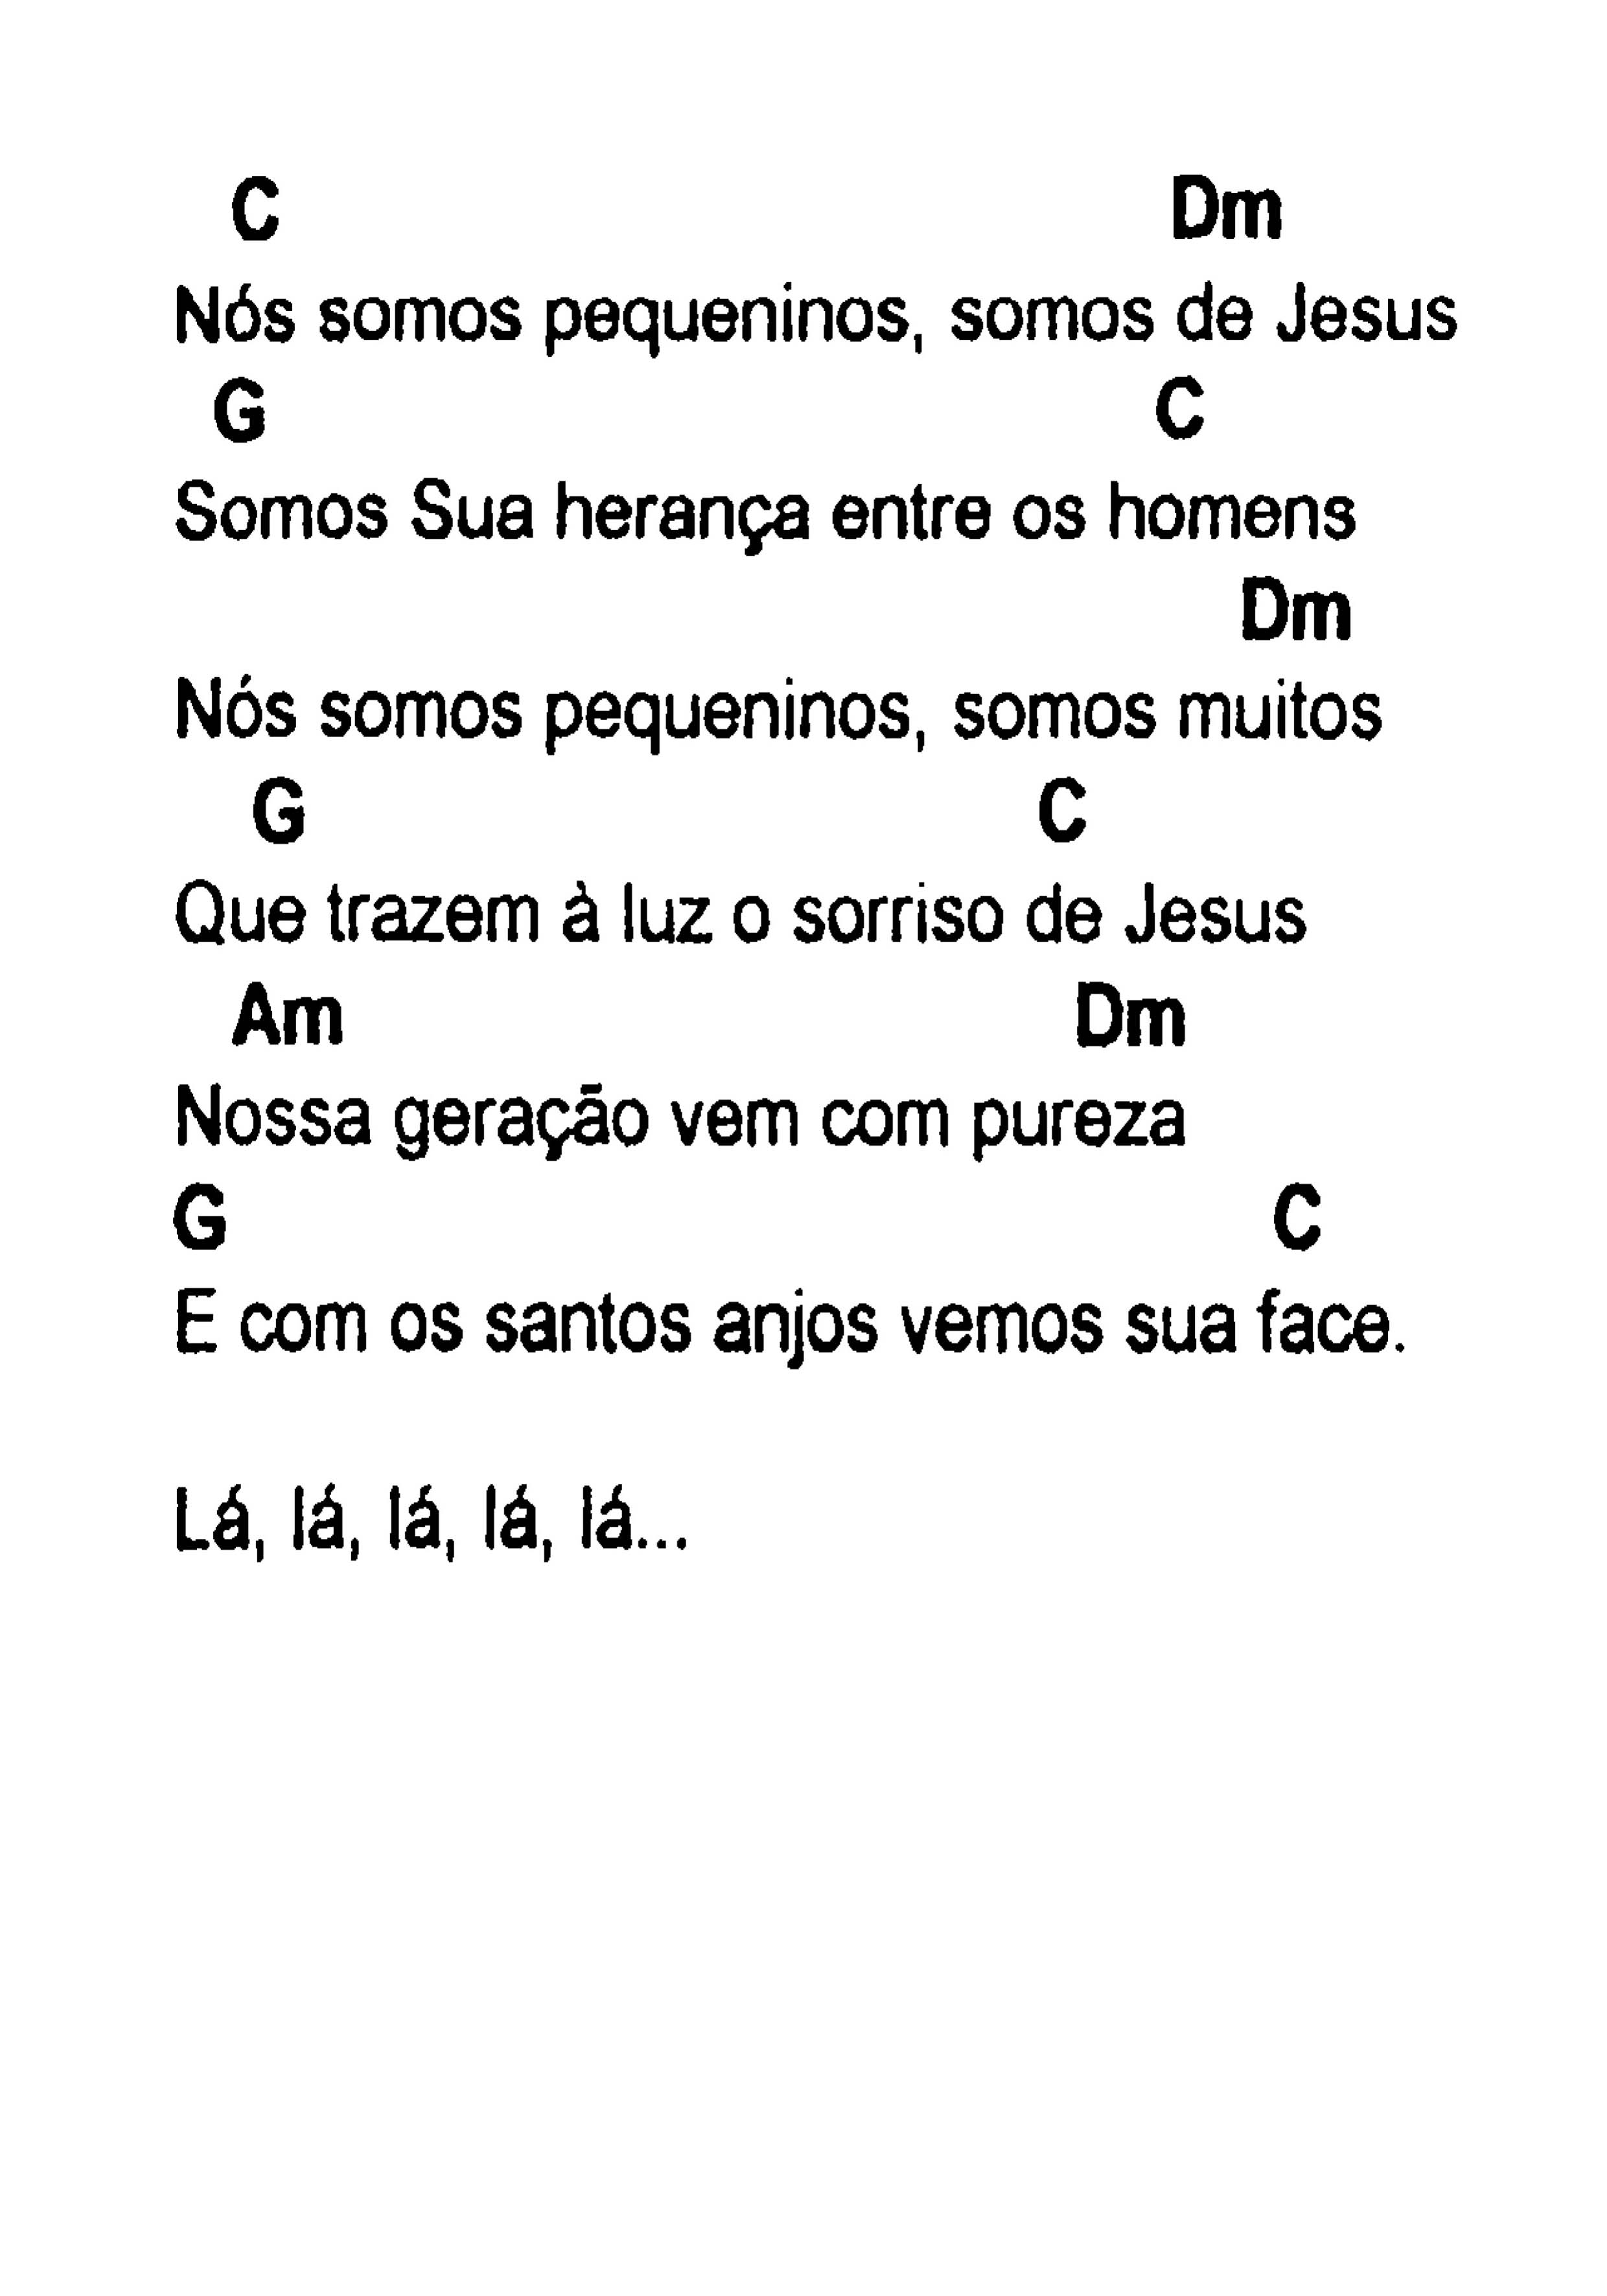 C Dm
Nós somos pequeninos, somos de Jesus
G C
Somos Sua herança entre os homens
Dm
Nós somos pequeninos, somos muitos
G C
Que trazem à luz o sorriso de Jesus
Am Dm
Nossa geração vem com pureza
G C
E com os santos anjos vemos sua face.
Lá, lá, lá, lá, lá...